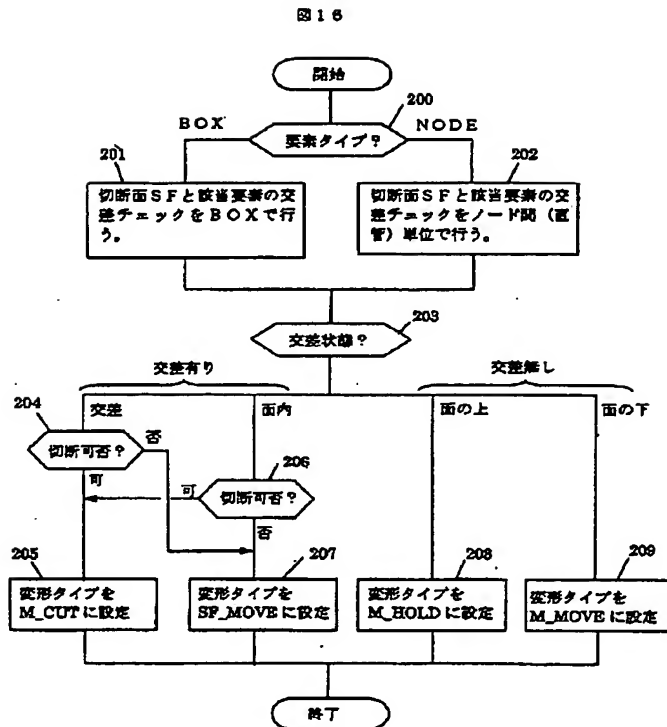 図16
開始
200
BOX
要素タイプ?
NODE
201
202
切断面SFと該当要素の交
差チェックをBOXで行
う。
切断面SFと該当要素の交
差チェックをノード間(直
管)単位で行う。
203
交差状態?
交差有り
交差無し
204
交差
面内
面の上
面の下
切断可否?
否
206
可
可
切断可否?
否
205
207
208
209
変形タイプを
M_CUTに設定
変形タイプを
SF_MOVEに設定
変形タイプを
M_HOLDに設定
変形タイプを
M_MOVEに設定
終了